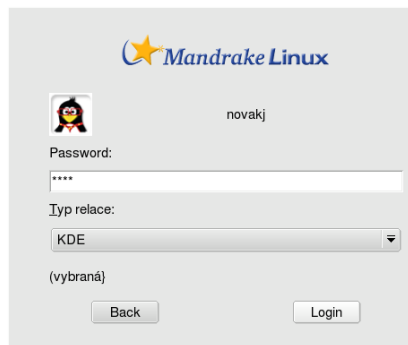 Mandrake Linux
novakj
Password:
****
Typ relace:
KDE
(vybraná}
Back Login